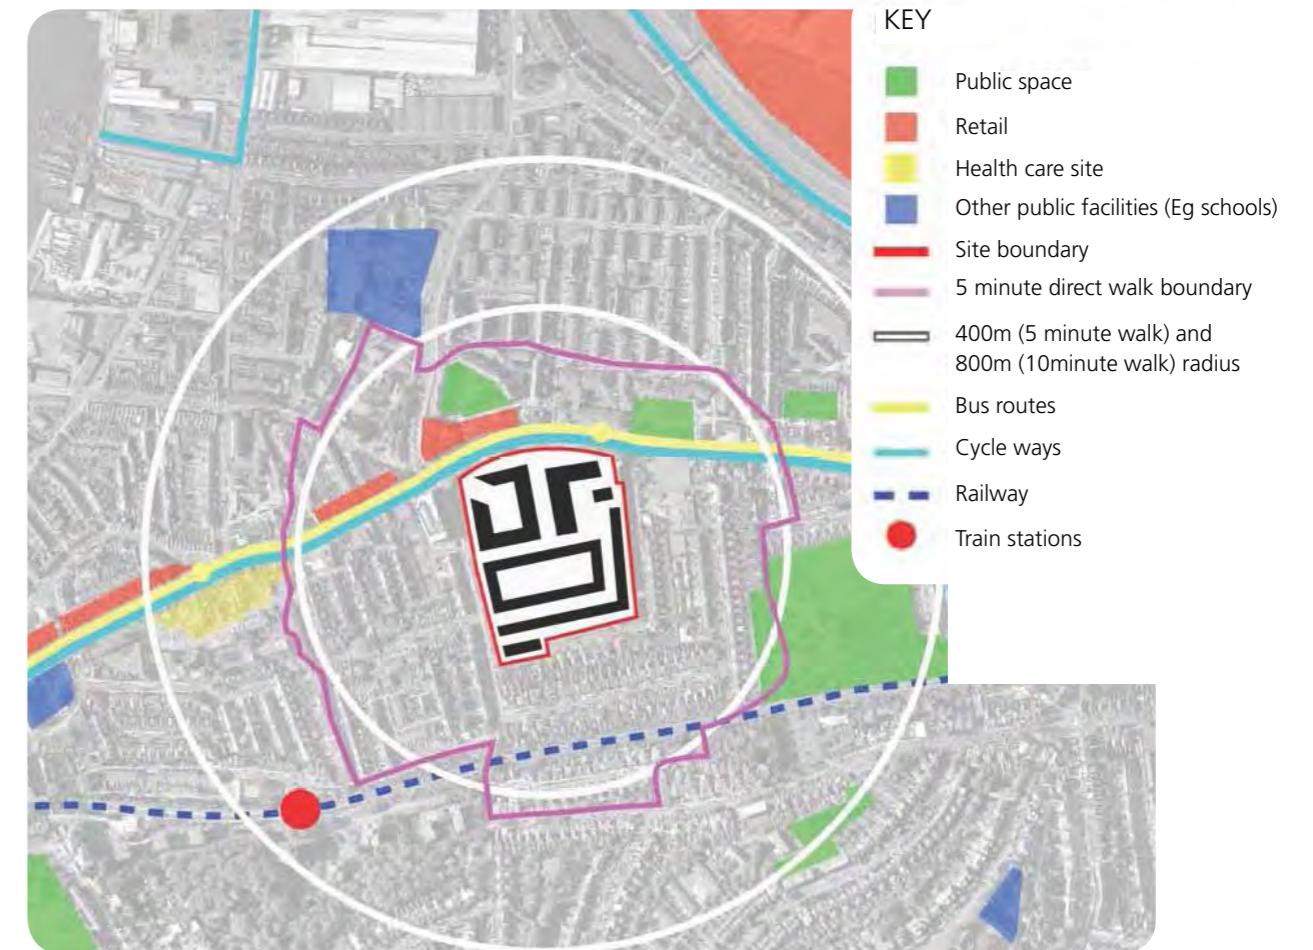 KEY
Public space
Retail
Health care site
Other public facilities (Eg schools)
Site boundary
5 minute direct walk boundary
400m (5 minute walk) and
800m (10minute walk) radius
Bus routes
Cycle ways
Railway
Train stations